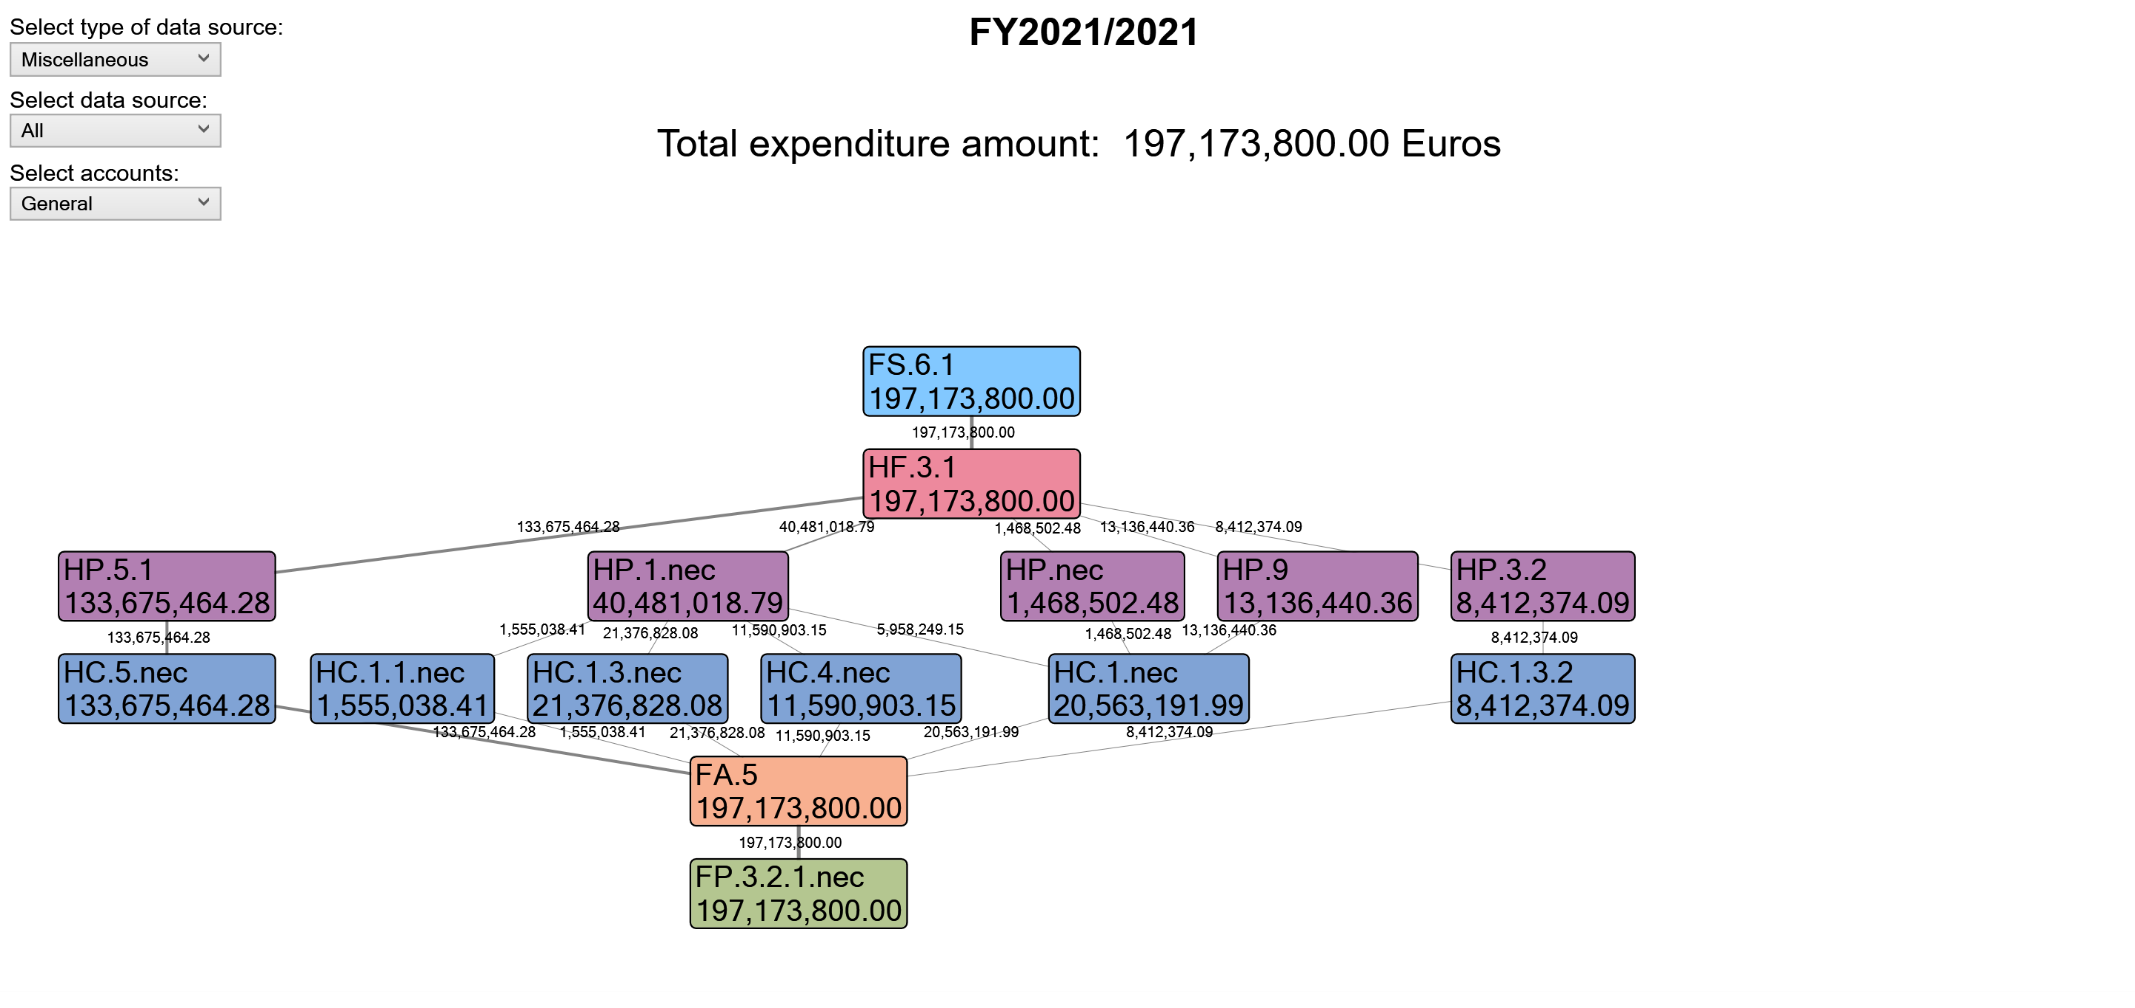 Select type of data source:
Miscellaneous
Select data source:
All
Select accounts:
General
FY2021/2021
Total expenditure amount: 197,173,800.00 Euros
FS.6.1
197,173,800.00
197,173,800.00
HF.3.1
197,173,800.00
133,675,464.28
40,481,018.79
1,468,502.48
13,136,440.36
8,412,374.09
HP.5.1
133,675,464.28
HP.1.nec
40,481,018.79
HP.nec
1,468,502.48
HP.9
13,136,440.36
HP.3.2
8,412,374.09
133,675,464.28
1,555,038.41
21,376,828.08
11,590,903.15
5,958,249.15
1,468,502.48
13,136,440.36
8,412,374.09
HC.5.nec
133,675,464.28
HC.1.1.nec
1,555,038.41
HC.1.3.nec
21,376,828.08
HC.4.nec
11,590,903.15
HC.1.nec
20,563,191.99
HC.1.3.2
8,412,374.09
133,675,464.28
1,555,038.41
21,376,828.08
11,590,903.15
20,563,191.99
8,412,374.09
FA.5
197,173,800.00
197,173,800.00
FP.3.2.1.nec
197,173,800.00